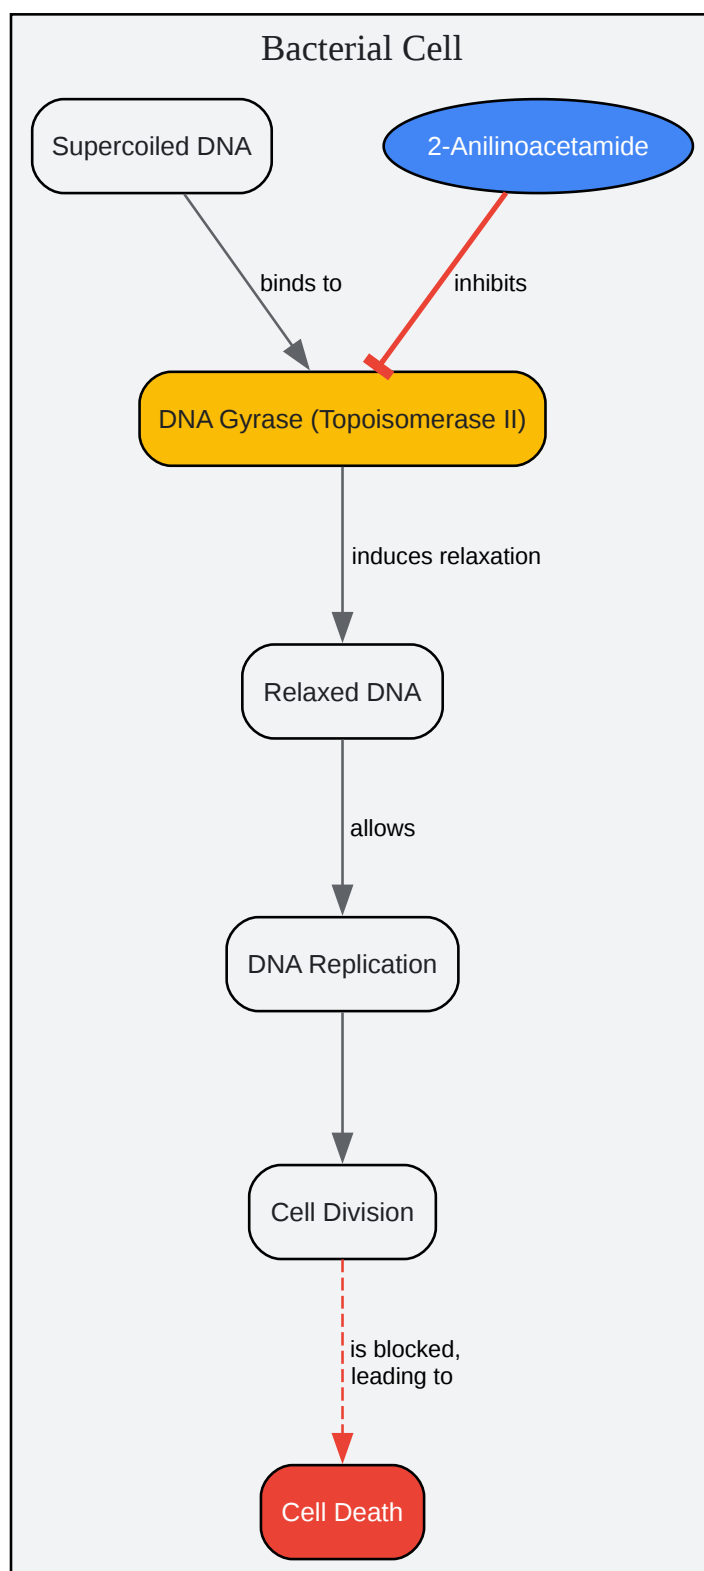 Bacterial Cell
Supercoiled DNA
2-Anilinoacetamide
binds to
inhibits
DNA Gyrase (Topoisomerase II)
induces relaxation
Relaxed DNA
allows
DNA Replication
Cell Division
is blocked,
leading to
Cell Death